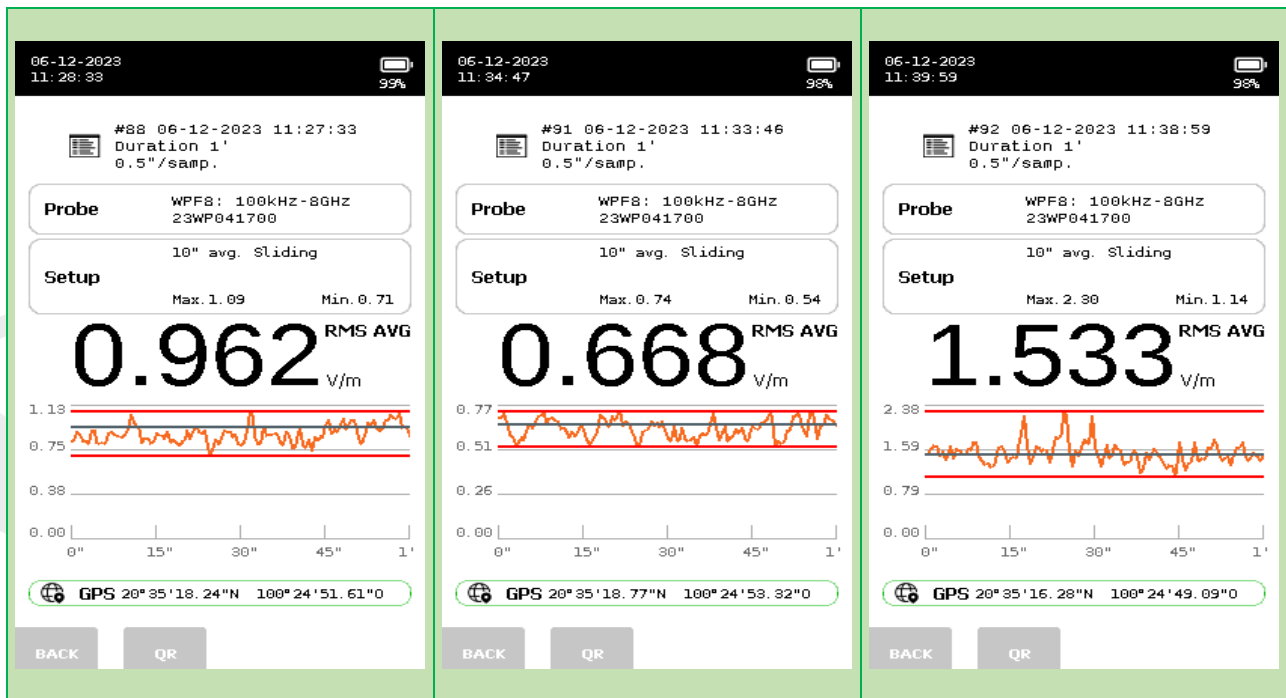 06-12-2023
11:28:33
99%
#88 06-12-2023 11:27:33
Duration 1'
0.5"/samp.
Probe
WPF8: 100kHz-8GHz
23WP041700
Setup
10" avg. Sliding
Max.1.09 Min.0.71
0.962 RMS AVG
V/m
1.13
0.75
0.38
0.00
0" 15" 30" 45" 1'
GPS 20°35'18.24"N 100°24'51.61"O
BACK QR
06-12-2023
11:34:47
98%
#91 06-12-2023 11:33:46
Duration 1'
0.5"/samp.
Probe
WPF8: 100kHz-8GHz
23WP041700
Setup
10" avg. Sliding
Max.0.74 Min.0.54
0.668 RMS AVG
V/m
0.77
0.51
0.26
0.00
0" 15" 30" 45" 1'
GPS 20°35'18.77"N 100°24'53.32"O
BACK QR
06-12-2023
11:39:59
98%
#92 06-12-2023 11:38:59
Duration 1'
0.5"/samp.
Probe
WPF8: 100kHz-8GHz
23WP041700
Setup
10" avg. Sliding
Max.2.30 Min.1.14
1.533 RMS AVG
V/m
2.38
1.59
0.79
0.00
0" 15" 30" 45" 1'
GPS 20°35'16.28"N 100°24'49.09"O
BACK QR